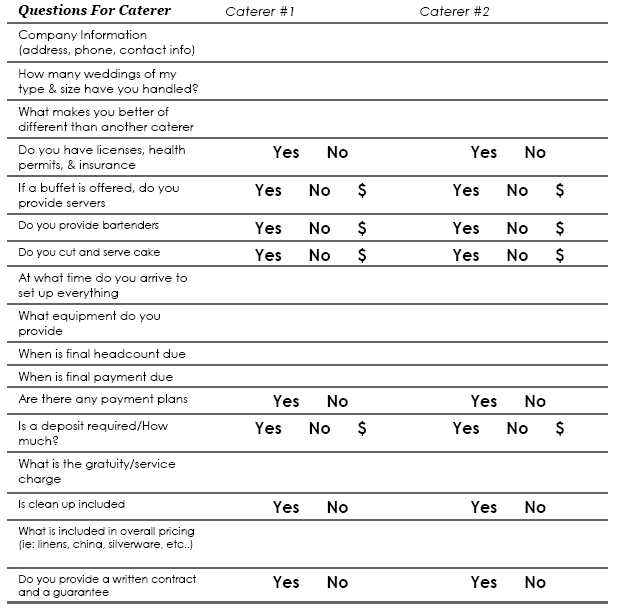 Questions For Caterer Caterer #1 Caterer #2
Company Information
(address, phone, contact info)
How many weddings of my
type & size have you handled?
What makes you better of
different than another caterer
Do you have licenses, health
permits, & insurance
Yes No Yes No
If a buffet is offered, do you
provide servers
Yes No $ Yes No $
Do you provide bartenders Yes No $ Yes No $
Do you cut and serve cake Yes No $ Yes No $
At what time do you arrive to
set up everything
What equipment do you
provide
When is final headcount due
When is final payment due
Are there any payment plans Yes No Yes No
Is a deposit required/How
much?
Yes No $ Yes No $
What is the gratuity/service
charge
Is clean up included Yes No Yes No
What is included in overall pricing
(ie: linens, china, silverware, etc..)
Do you provide a written contract
and a guarantee
Yes No Yes No